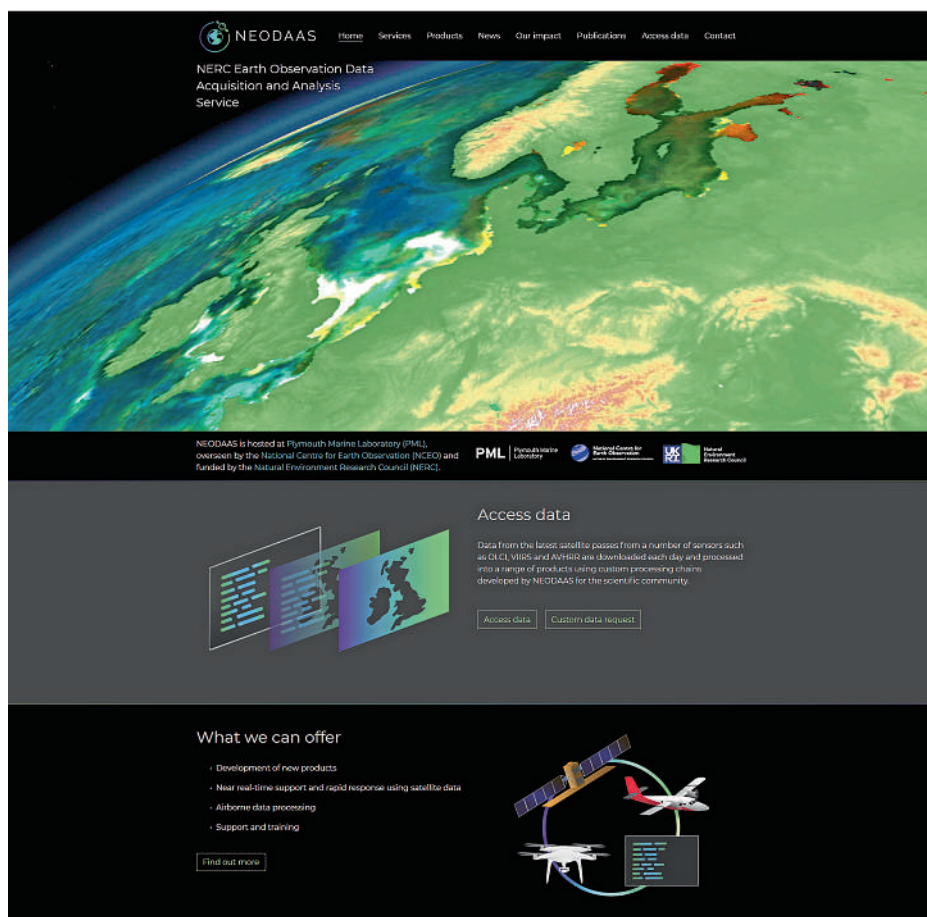 NEODAAS
Home Services Products News Our impact Publications Access data Contact
NERC Earth Observation Data
Acquisition and Analysis
Service
NEODAAS is hosted at Plymouth Marine Laboratory (PML),
overseen by the National Centre for Earth Observation (NCEO) and
funded by the Natural Environment Research Council (NERC).
PML Plymouth Marine
Laboratory
National Centre for
Earth Observation
NATURAL ENVIRONMENT RESEARCH COUNCIL
UK
RI
Natural
Environment
Research Council
Access data
Data from the latest satellite passes from a number of sensors such
as OLCI, VIIRS and AVHRR are downloaded each day and processed
into a range of products using custom processing chains
developed by NEODAAS for the scientific community.
Access data Custom data request
What we can offer
• Development of new products
• Near real-time support and rapid response using satellite data
• Airborne data processing
• Support and training
Find out more